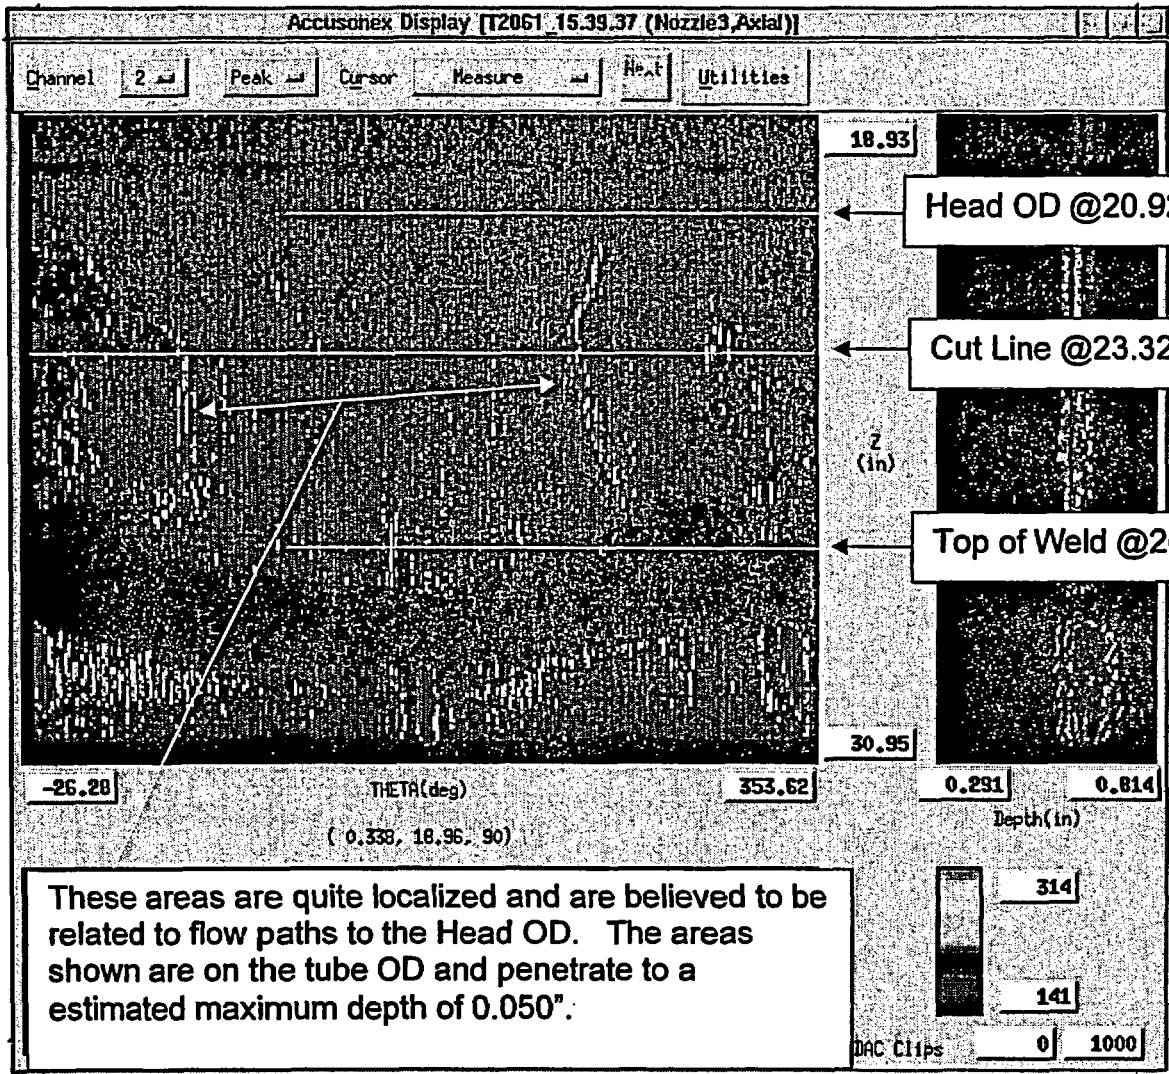 Accusonex Display [T2061_15.39.37 (Nozzle3,Axial)]
Channel 2 Peak Cursor Measure Next Utilities
18.93
Head OD @20.9
Cut Line @23.32
Z
(in)
Top of Weld @2
30.95
-26.28 THETA(deg) 353.62 0.291 0.814
Depth(in)
( 0.338, 18.96, 90)
These areas are quite localized and are believed to be
related to flow paths to the Head OD. The areas
shown are on the tube OD and penetrate to a
estimated maximum depth of 0.050".
314
141
DAC Clips 0 1000